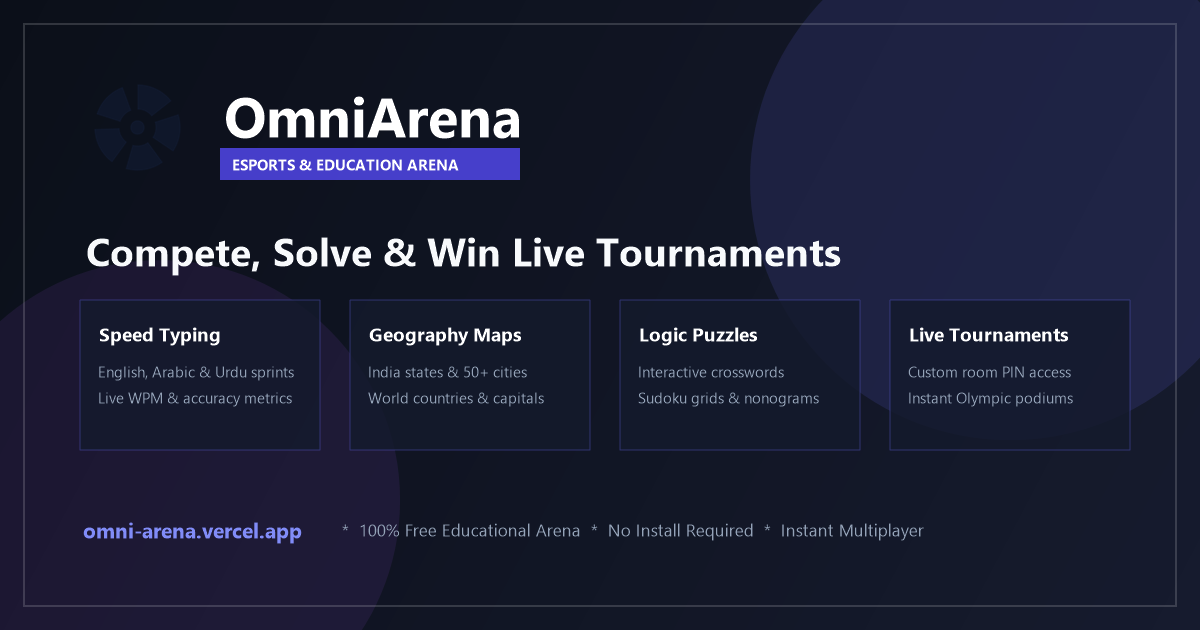 OmniArena
ESPORTS & EDUCATION ARENA
Compete, Solve & Win Live Tournaments
Speed Typing
English, Arabic & Urdu sprints
Live WPM & accuracy metrics
Geography Maps
India states & 50+ cities
World countries & capitals
Logic Puzzles
Interactive crosswords
Sudoku grids & nonograms
Live Tournaments
Custom room PIN access
Instant Olympic podiums
omni-arena.vercel.app * 100% Free Educational Arena * No Install Required * Instant Multiplayer